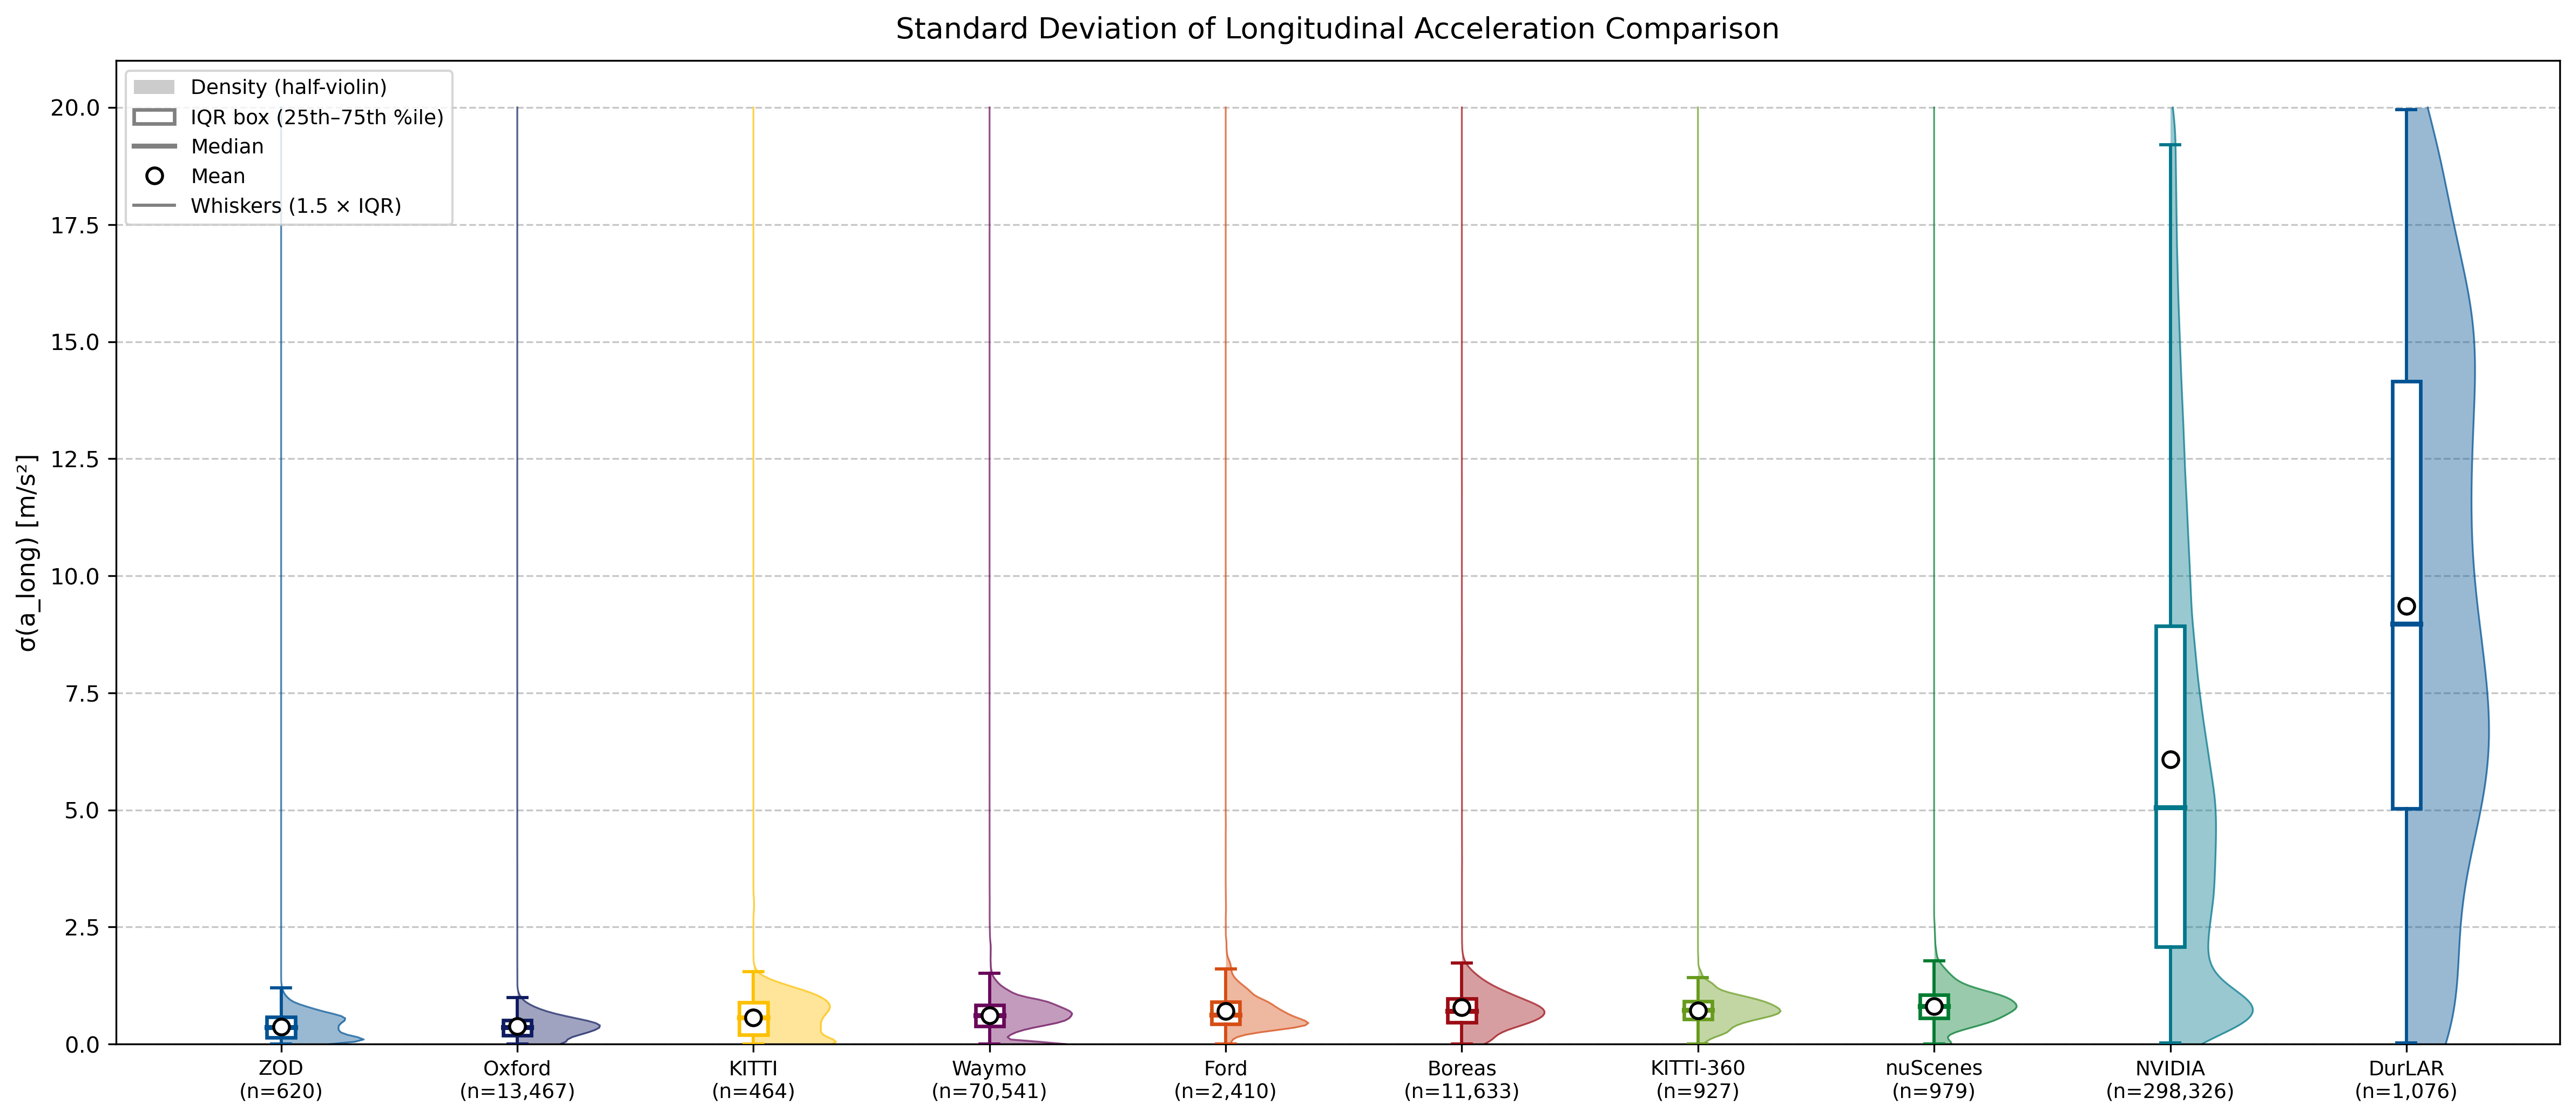 Standard Deviation of Longitudinal Acceleration Comparison
Density (half-violin)
IQR box (25th–75th %ile)
Median
Mean
Whiskers (1.5 × IQR)
σ(a_long) [m/s²]
20.0
17.5
15.0
12.5
10.0
7.5
5.0
2.5
0.0
ZOD
(n=620)
Oxford
(n=13,467)
KITTI
(n=464)
Waymo
(n=70,541)
Ford
(n=2,410)
Boreas
(n=11,633)
KITTI-360
(n=927)
nuScenes
(n=979)
NVIDIA
(n=298,326)
DurLAR
(n=1,076)